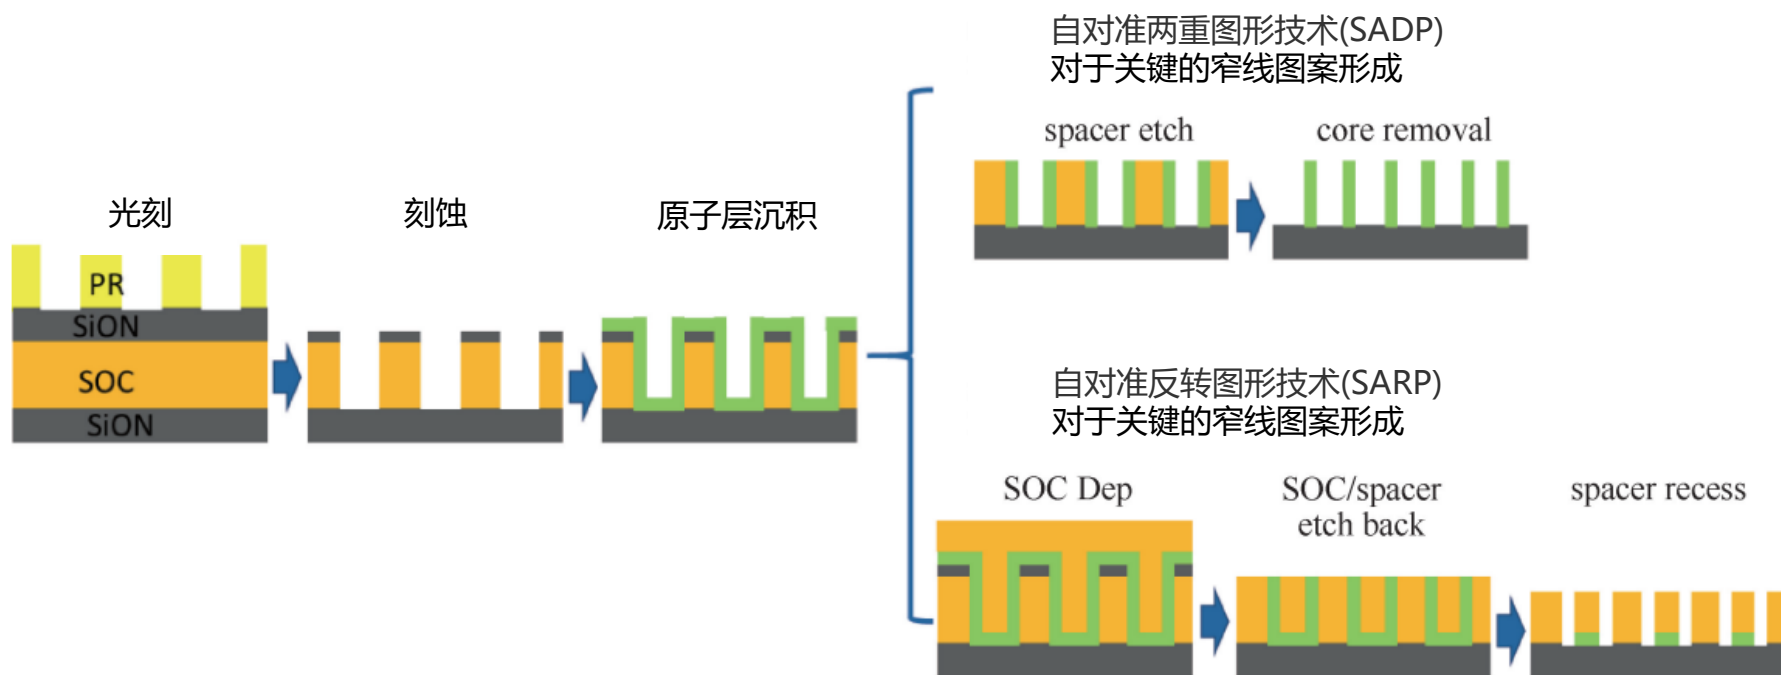 自对准两重图形技术(SADP)
对于关键的窄线图案形成
spacer etch
core removal
光刻
刻蚀
原子层沉积
PR
SiON
SOC
SiON
自对准反转图形技术(SARP)
对于关键的窄线图案形成
SOC Dep
SOC/spacer
etch back
spacer recess